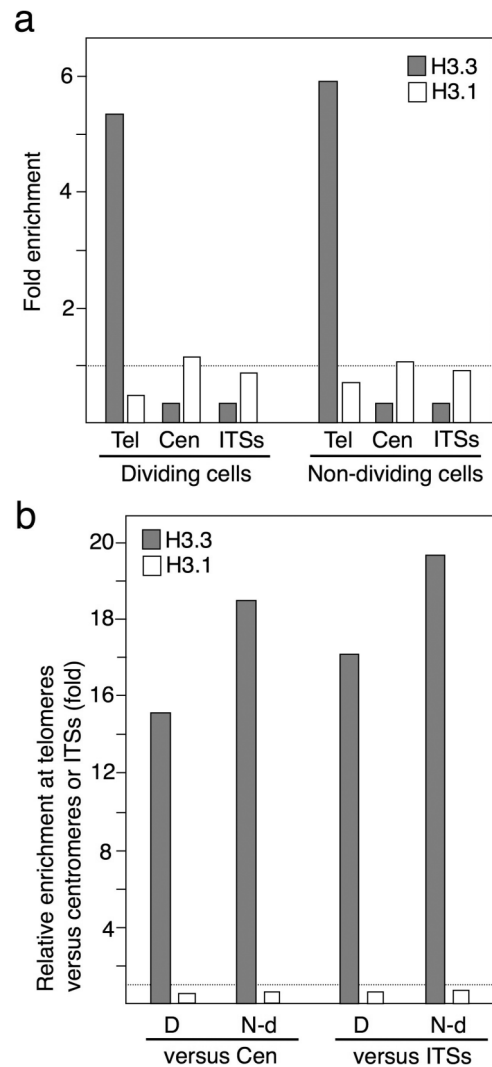 a
Fold enrichment
6
4
2
H3.3
H3.1
Tel Cen ITSs Tel Cen ITSs
Dividing cells Non-dividing cells
b
Relative enrichment at telomeres
versus centromeres or ITSs (fold)
20
18
16
12
8
4
H3.3
H3.1
D N-d D N-d
versus Cen versus ITSs